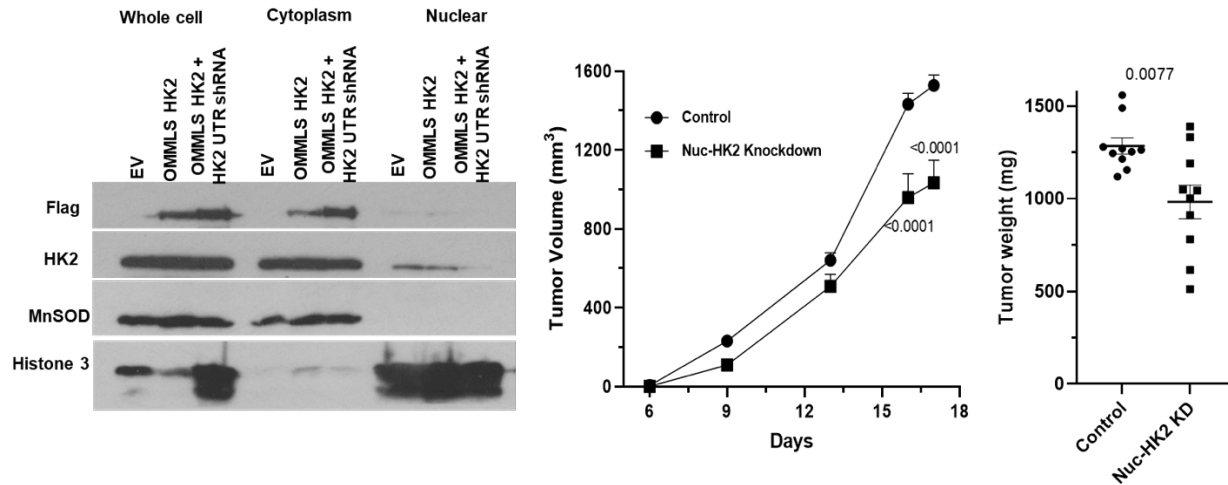 Whole cell
Cytoplasm
Nuclear
EV
OMMLS HK2
OMMLS HK2 +
HK2 UTR shRNA
EV
OMMLS HK2
OMMLS HK2 +
HK2 UTR shRNA
EV
OMMLS HK2
OMMLS HK2 +
HK2 UTR shRNA
Flag
HK2
MnSOD
Histone 3
Tumor Volume (mm³)
1600
1200
800
400
0
6
9
12
15
18
Days
Control
Nuc-HK2 Knockdown
<0.0001
<0.0001
Tumor weight (mg)
1500
1000
500
0
0.0077
Control
Nuc-HK2 KD